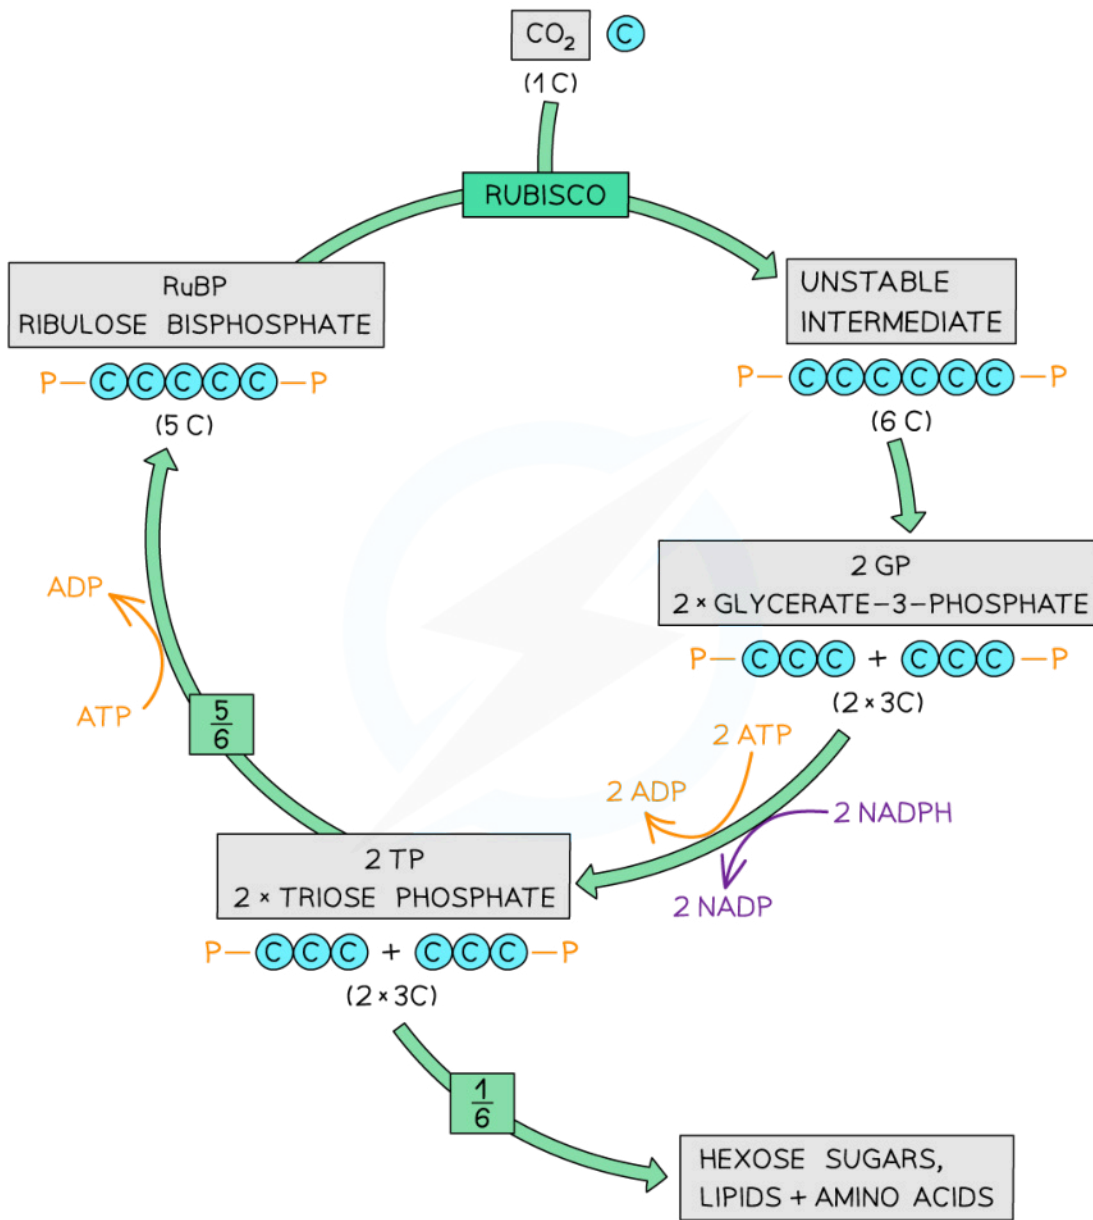 CO₂ C
(1 C)
RUBISCO
RuBP
RIBULOSE BISPHOSPHATE
P—CCCCC—P
(5 C)
UNSTABLE
INTERMEDIATE
P—CCCCCC—P
(6 C)
2 GP
2 × GLYCERATE-3-PHOSPHATE
P—CCC + CCC—P
(2 × 3C)
2 ATP
2 ADP
2 NADPH
2 NADP
2 TP
2 × TRIOSE PHOSPHATE
P—CCC + CCC—P
(2 × 3C)
5/6
ADP
ATP
1/6
HEXOSE SUGARS,
LIPIDS + AMINO ACIDS